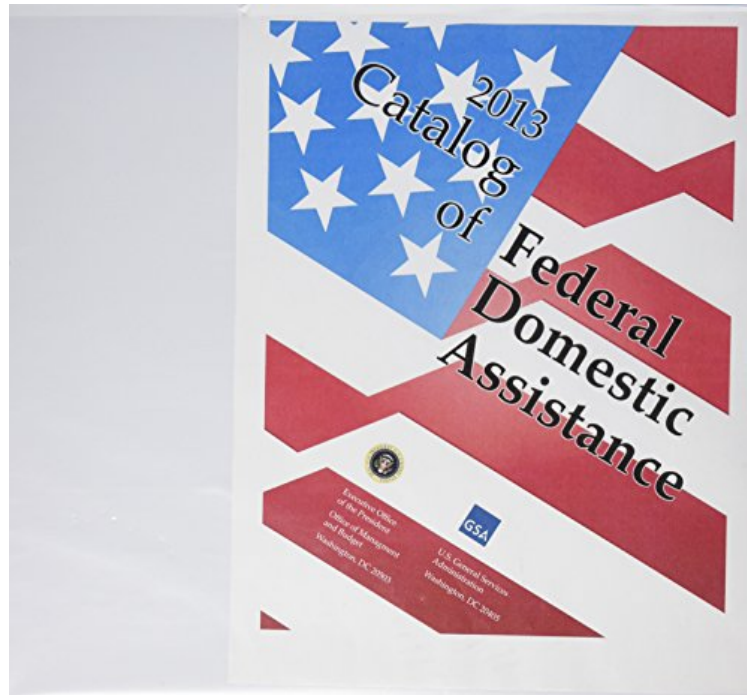 2013
Catalog
of
Federal
Domestic
Assistance
Executive Office
of the President
Office of Managment
and Budget
Washington, DC 20503
GSA
U.S. General Services
Administration
Washington, DC 20405